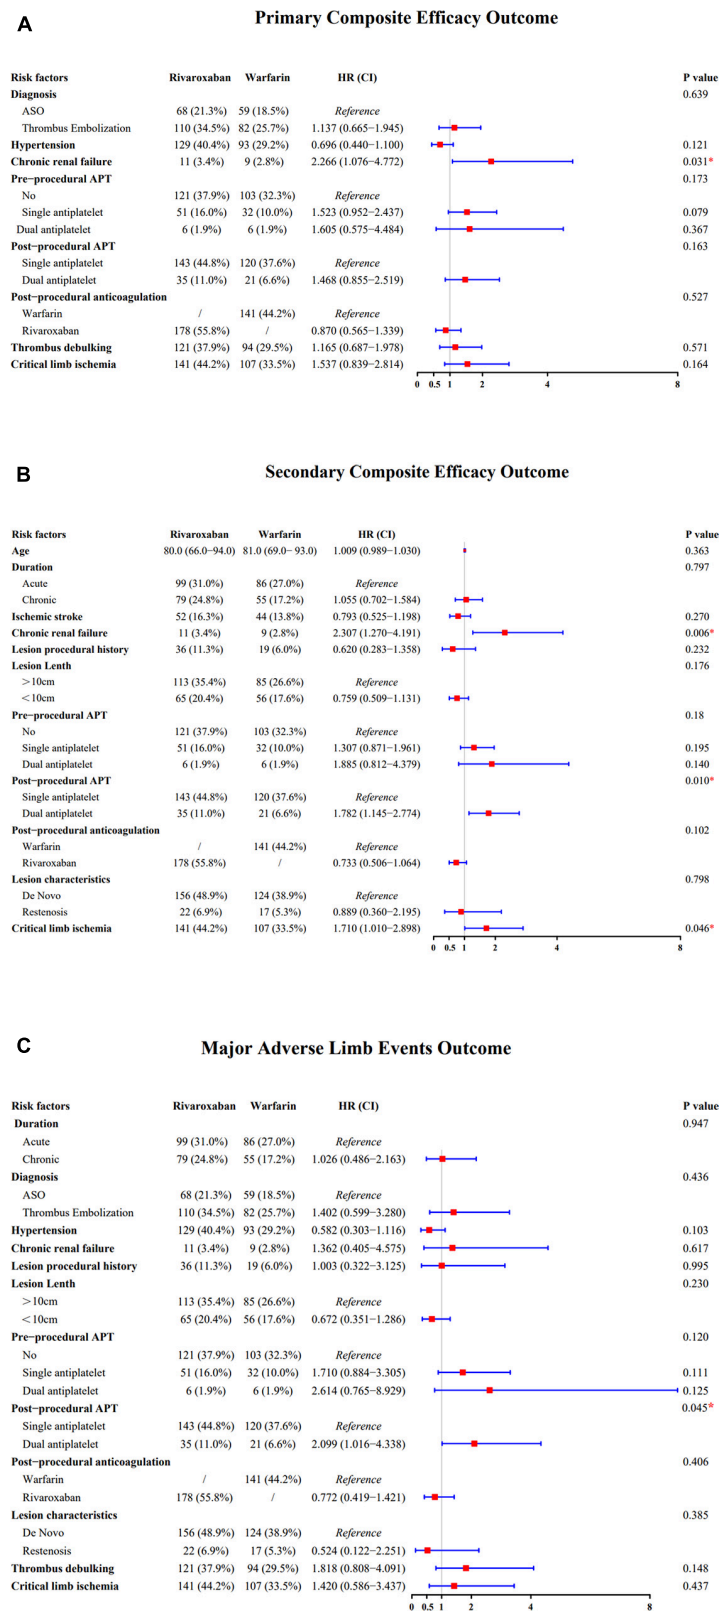 A
Primary Composite Efficacy Outcome
Risk factors Rivaroxaban Warfarin HR (CI) P value
Diagnosis 0.639
ASO 68 (21.3%) 59 (18.5%) Reference
Thrombus Embolization 110 (34.5%) 82 (25.7%) 1.137 (0.665−1.945)
Hypertension 129 (40.4%) 93 (29.2%) 0.696 (0.440−1.100) 0.121
Chronic renal failure 11 (3.4%) 9 (2.8%) 2.266 (1.076−4.772) 0.031*
Pre−procedural APT 0.173
No 121 (37.9%) 103 (32.3%) Reference
Single antiplatelet 51 (16.0%) 32 (10.0%) 1.523 (0.952−2.437) 0.079
Dual antiplatelet 6 (1.9%) 6 (1.9%) 1.605 (0.575−4.484) 0.367
Post−procedural APT 0.163
Single antiplatelet 143 (44.8%) 120 (37.6%) Reference
Dual antiplatelet 35 (11.0%) 21 (6.6%) 1.468 (0.855−2.519)
Post−procedural anticoagulation 0.527
Warfarin / 141 (44.2%) Reference
Rivaroxaban 178 (55.8%) / 0.870 (0.565−1.339)
Thrombus debulking 121 (37.9%) 94 (29.5%) 1.165 (0.687−1.978) 0.571
Critical limb ischemia 141 (44.2%) 107 (33.5%) 1.537 (0.839−2.814) 0.164
0 0.5 1 2 4 8
B
Secondary Composite Efficacy Outcome
Risk factors Rivaroxaban Warfarin HR (CI) P value
Age 80.0 (66.0−94.0) 81.0 (69.0− 93.0) 1.009 (0.989−1.030) 0.363
Duration 0.797
Acute 99 (31.0%) 86 (27.0%) Reference
Chronic 79 (24.8%) 55 (17.2%) 1.055 (0.702−1.584)
Ischemic stroke 52 (16.3%) 44 (13.8%) 0.793 (0.525−1.198) 0.270
Chronic renal failure 11 (3.4%) 9 (2.8%) 2.307 (1.270−4.191) 0.006*
Lesion procedural history 36 (11.3%) 19 (6.0%) 0.620 (0.283−1.358) 0.232
Lesion Lenth 0.176
>10cm 113 (35.4%) 85 (26.6%) Reference
<10cm 65 (20.4%) 56 (17.6%) 0.759 (0.509−1.131)
Pre−procedural APT 0.18
No 121 (37.9%) 103 (32.3%) Reference
Single antiplatelet 51 (16.0%) 32 (10.0%) 1.307 (0.871−1.961) 0.195
Dual antiplatelet 6 (1.9%) 6 (1.9%) 1.885 (0.812−4.379) 0.140
Post−procedural APT 0.010*
Single antiplatelet 143 (44.8%) 120 (37.6%) Reference
Dual antiplatelet 35 (11.0%) 21 (6.6%) 1.782 (1.145−2.774)
Post−procedural anticoagulation 0.102
Warfarin / 141 (44.2%) Reference
Rivaroxaban 178 (55.8%) / 0.733 (0.506−1.064)
Lesion characteristics 0.798
De Novo 156 (48.9%) 124 (38.9%) Reference
Restenosis 22 (6.9%) 17 (5.3%) 0.889 (0.360−2.195)
Critical limb ischemia 141 (44.2%) 107 (33.5%) 1.710 (1.010−2.898) 0.046*
0 0.5 1 2 4 8
C
Major Adverse Limb Events Outcome
Risk factors Rivaroxaban Warfarin HR (CI) P value
Duration 0.947
Acute 99 (31.0%) 86 (27.0%) Reference
Chronic 79 (24.8%) 55 (17.2%) 1.026 (0.486−2.163)
Diagnosis 0.436
ASO 68 (21.3%) 59 (18.5%) Reference
Thrombus Embolization 110 (34.5%) 82 (25.7%) 1.402 (0.599−3.280)
Hypertension 129 (40.4%) 93 (29.2%) 0.582 (0.303−1.116) 0.103
Chronic renal failure 11 (3.4%) 9 (2.8%) 1.362 (0.405−4.575) 0.617
Lesion procedural history 36 (11.3%) 19 (6.0%) 1.003 (0.322−3.125) 0.995
Lesion Lenth 0.230
>10cm 113 (35.4%) 85 (26.6%) Reference
<10cm 65 (20.4%) 56 (17.6%) 0.672 (0.351−1.286)
Pre−procedural APT 0.120
No 121 (37.9%) 103 (32.3%) Reference
Single antiplatelet 51 (16.0%) 32 (10.0%) 1.710 (0.884−3.305) 0.111
Dual antiplatelet 6 (1.9%) 6 (1.9%) 2.614 (0.765−8.929) 0.125
Post−procedural APT 0.045*
Single antiplatelet 143 (44.8%) 120 (37.6%) Reference
Dual antiplatelet 35 (11.0%) 21 (6.6%) 2.099 (1.016−4.338)
Post−procedural anticoagulation 0.406
Warfarin / 141 (44.2%) Reference
Rivaroxaban 178 (55.8%) / 0.772 (0.419−1.421)
Lesion characteristics 0.385
De Novo 156 (48.9%) 124 (38.9%) Reference
Restenosis 22 (6.9%) 17 (5.3%) 0.524 (0.122−2.251)
Thrombus debulking 121 (37.9%) 94 (29.5%) 1.818 (0.808−4.091) 0.148
Critical limb ischemia 141 (44.2%) 107 (33.5%) 1.420 (0.586−3.437) 0.437
0 0.5 1 2 4 8